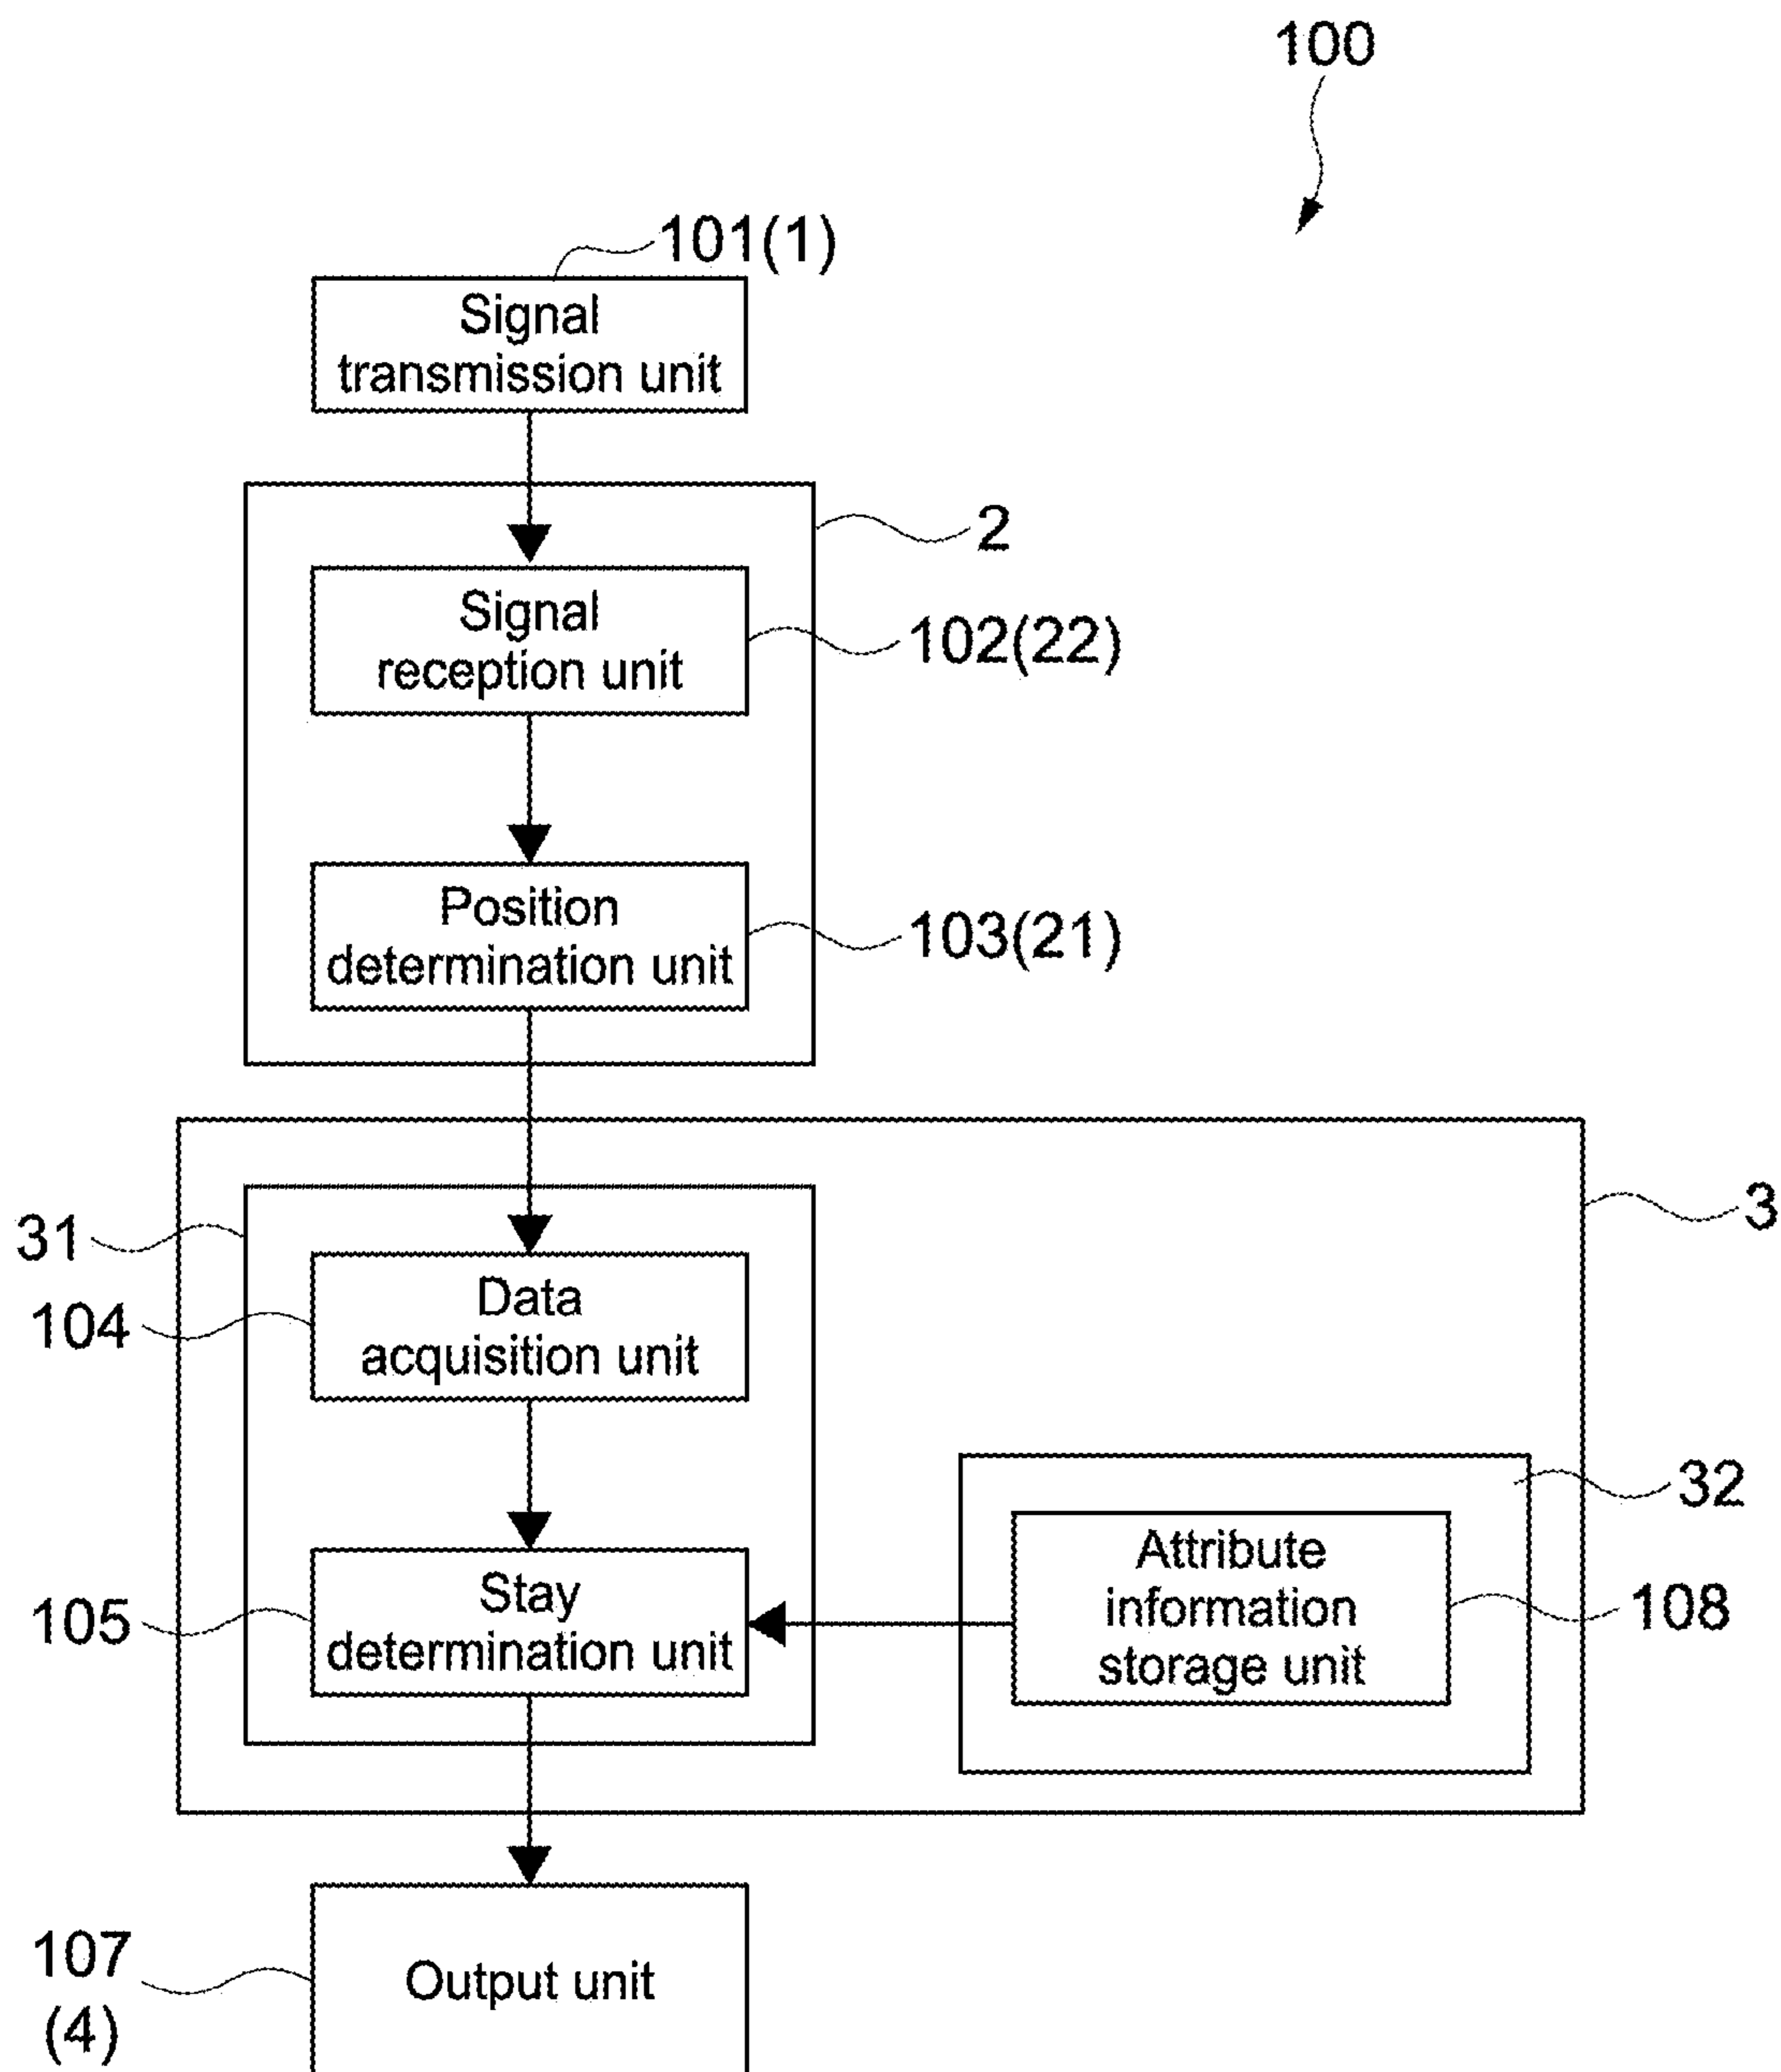 100
101(1)
Signal
transmission unit
2
Signal
reception unit
102(22)
Position
determination unit
103(21)
31
3
Data
acquisition unit
104
32
Attribute
information
storage unit
108
Stay
determination unit
105
107
(4)
Output unit